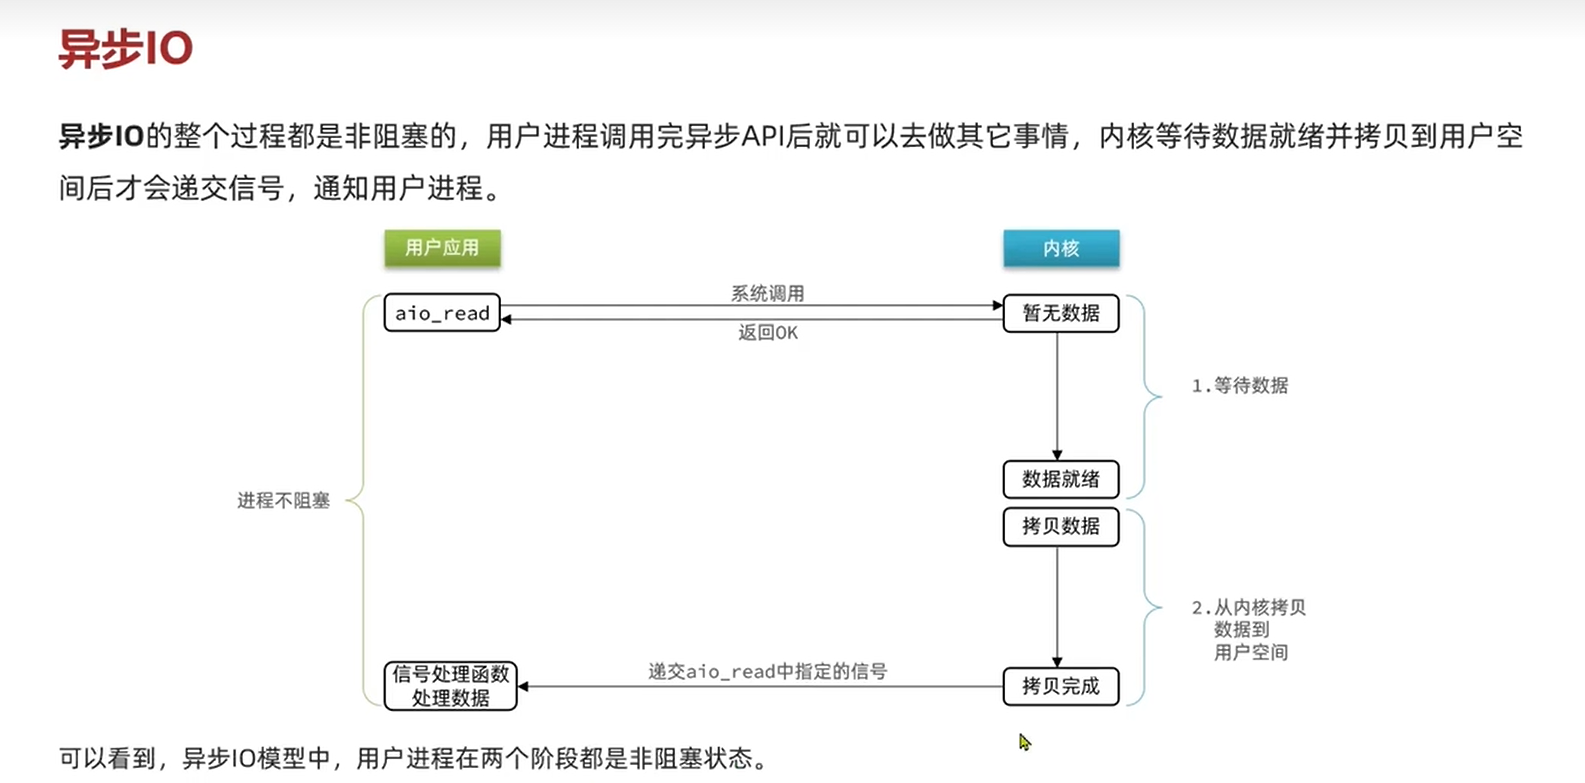 异步IO
异步IO的整个过程都是非阻塞的，用户进程调用完异步API后就可以去做其它事情，内核等待数据就绪并拷贝到用户空
间后才会递交信号，通知用户进程。
用户应用
内核
系统调用
aio_read
暂无数据
返回OK
1.等待数据
数据就绪
进程不阻塞
拷贝数据
2.从内核拷贝
数据到
用户空间
信号处理函数
处理数据
递交aio_read中指定的信号
拷贝完成
可以看到，异步IO模型中，用户进程在两个阶段都是非阻塞状态。